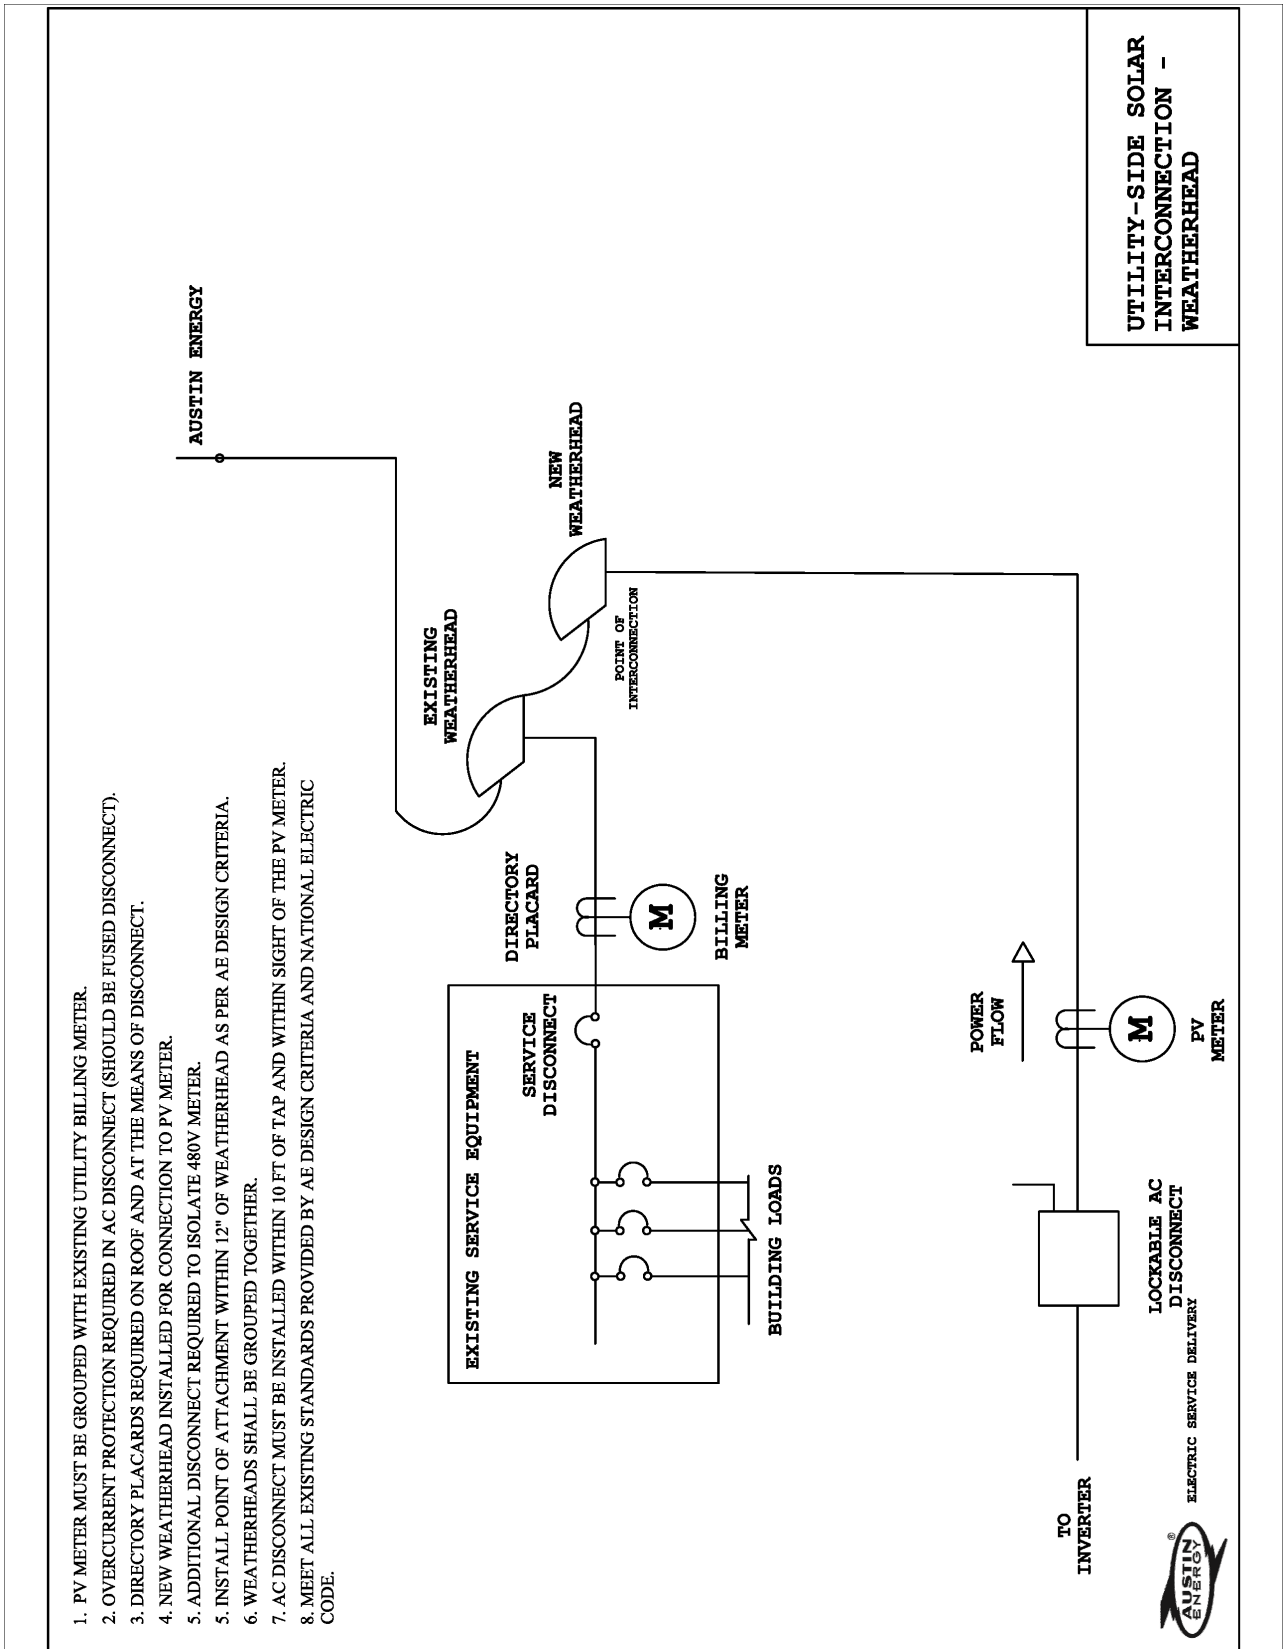 1. PV METER MUST BE GROUPED WITH EXISTING UTILITY BILLING METER.
2. OVERCURRENT PROTECTION REQUIRED IN AC DISCONNECT (SHOULD BE FUSED DISCONNECT).
3. DIRECTORY PLACARDS REQUIRED ON ROOF AND AT THE MEANS OF DISCONNECT.
4. NEW WEATHERHEAD INSTALLED FOR CONNECTION TO PV METER.
5. ADDITIONAL DISCONNECT REQUIRED TO ISOLATE 480V METER.
5. INSTALL POINT OF ATTACHMENT WITHIN 12" OF WEATHERHEAD AS PER AE DESIGN CRITERIA.
6. WEATHERHEADS SHALL BE GROUPED TOGETHER.
7. AC DISCONNECT MUST BE INSTALLED WITHIN 10 FT OF TAP AND WITHIN SIGHT OF THE PV METER.
8. MEET ALL EXISTING STANDARDS PROVIDED BY AE DESIGN CRITERIA AND NATIONAL ELECTRIC
CODE.
AUSTIN ENERGY
EXISTING
WEATHERHEAD
NEW
WEATHERHEAD
POINT OF
INTERCONNECTION
DIRECTORY
PLACARD
M
BILLING
METER
EXISTING SERVICE EQUIPMENT
SERVICE
DISCONNECT
BUILDING LOADS
POWER
FLOW
M
PV
METER
LOCKABLE AC
DISCONNECT
TO
INVERTER
AUSTIN
ENERGY
®
ELECTRIC SERVICE DELIVERY
UTILITY-SIDE SOLAR
INTERCONNECTION -
WEATHERHEAD